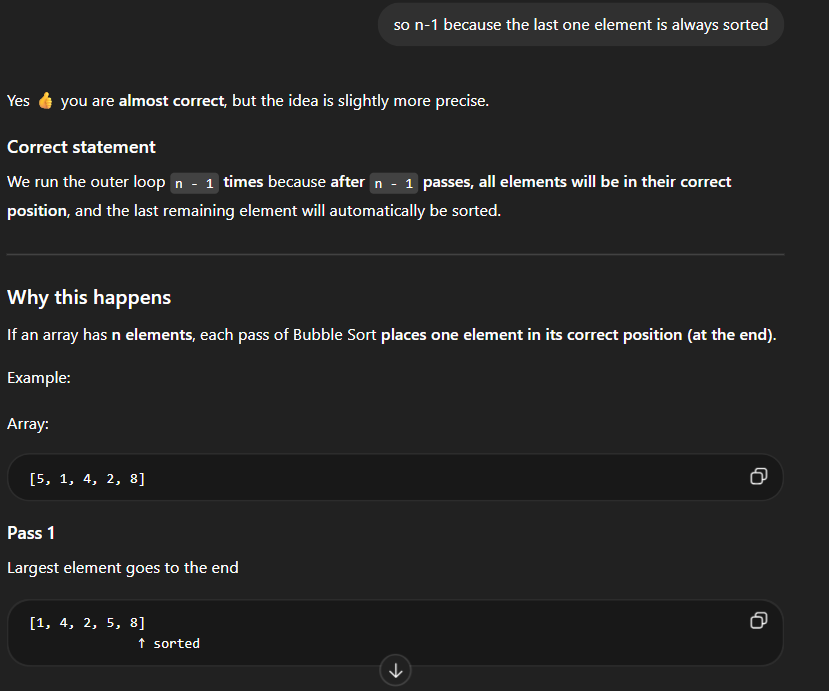 so n-1 because the last one element is always sorted
Yes 👍 you are almost correct, but the idea is slightly more precise.
Correct statement
We run the outer loop n - 1 times because after n - 1 passes, all elements will be in their correct
position, and the last remaining element will automatically be sorted.
Why this happens
If an array has n elements, each pass of Bubble Sort places one element in its correct position (at the end).
Example:
Array:
[5, 1, 4, 2, 8]
Pass 1
Largest element goes to the end
[1, 4, 2, 5, 8]
↑ sorted